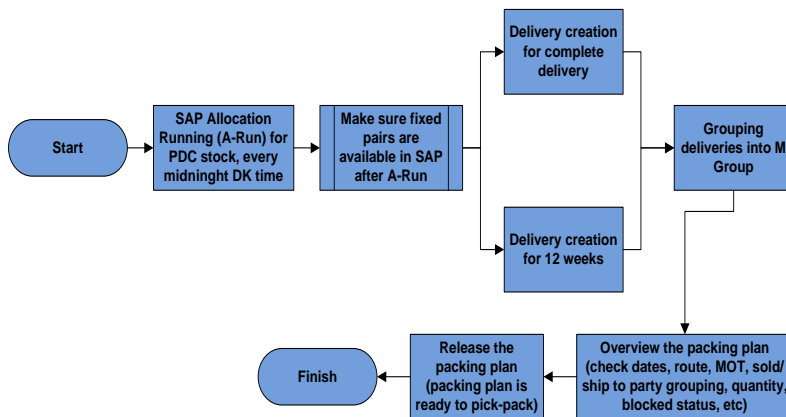 Delivery creation
for complete
delivery
Start
SAP Allocation
Running (A-Run) for
PDC stock, every
midninght DK time
Make sure fixed
pairs are
available in SAP
after A-Run
Grouping
deliveries into M
Group
Delivery creation
for 12 weeks
Finish
Release the
packing plan
(packing plan is
ready to pick-pack)
Overview the packing plan
(check dates, route, MOT, sold/
ship to party grouping, quantity,
blocked status, etc)